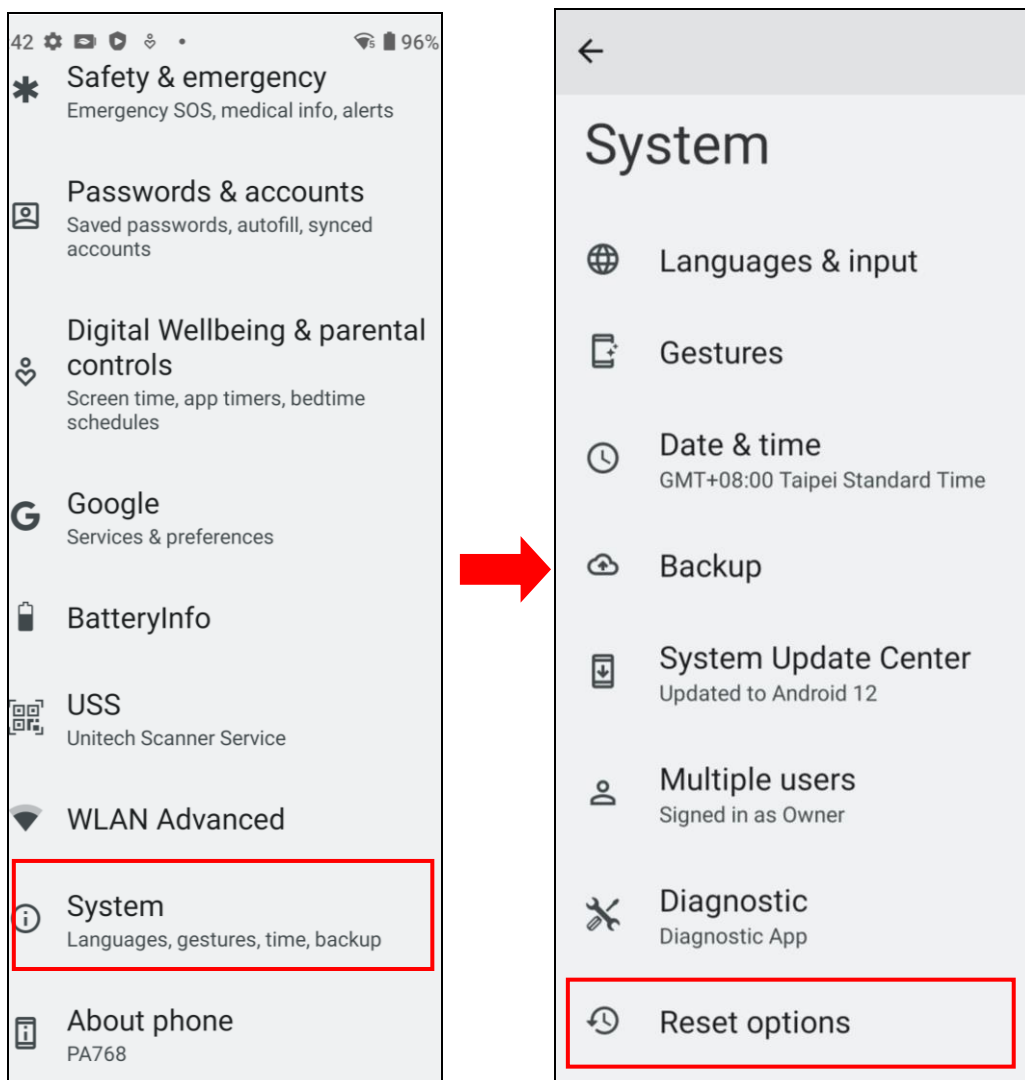 42 96%
Safety & emergency
Emergency SOS, medical info, alerts
Passwords & accounts
Saved passwords, autofill, synced
accounts
Digital Wellbeing & parental
controls
Screen time, app timers, bedtime
schedules
Google
Services & preferences
BatteryInfo
USS
Unitech Scanner Service
WLAN Advanced
System
Languages, gestures, time, backup
About phone
PA768
System
Languages & input
Gestures
Date & time
GMT+08:00 Taipei Standard Time
Backup
System Update Center
Updated to Android 12
Multiple users
Signed in as Owner
Diagnostic
Diagnostic App
Reset options